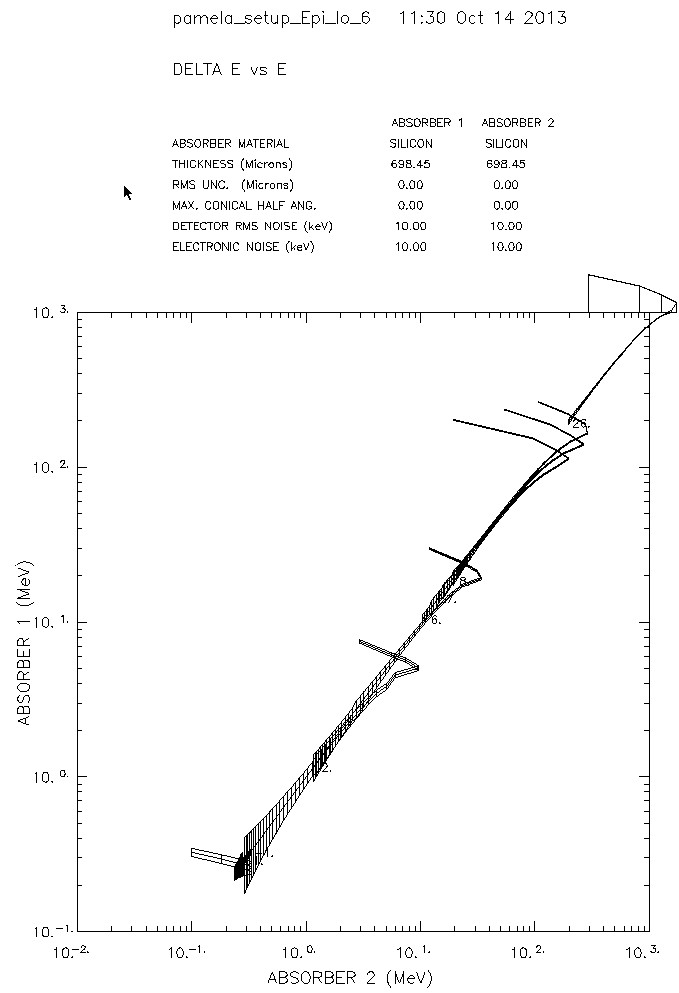 pamela_setup_Epi_lo_6 11:30 Oct 14 2013
DELTA E vs E
ABSORBER 1 ABSORBER 2
ABSORBER MATERIAL SILICON SILICON
THICKNESS (Microns) 698.45 698.45
RMS UNC. (Microns) 0.00 0.00
MAX. CONICAL HALF ANG. 0.00 0.00
DETECTOR RMS NOISE (keV) 10.00 10.00
ELECTRONIC NOISE (keV) 10.00 10.00
10. 3.
26.
10. 2.
8.
7.
10. 1.
6.
ABSORBER 1 (MeV)
10. 0.
2.
1.
10. -1.
10. -2. 10. -1. 10. 0. 10. 1. 10. 2. 10. 3.
ABSORBER 2 (MeV)